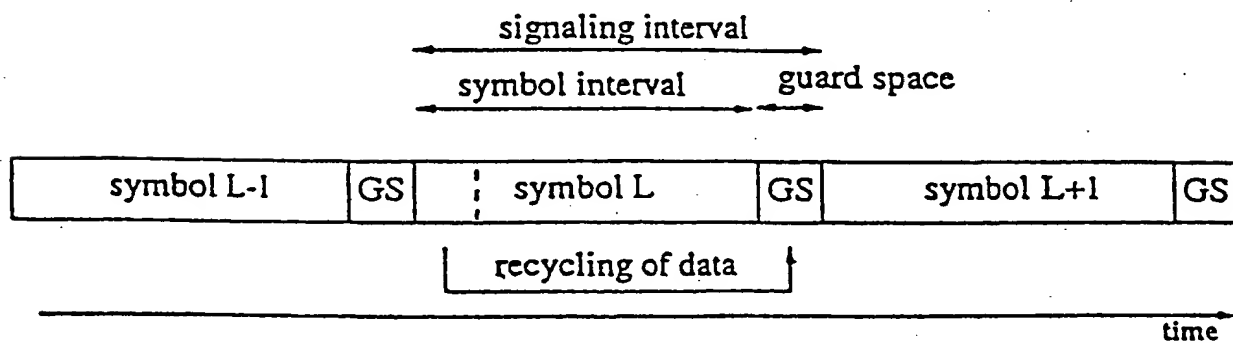 signaling interval
symbol interval guard space
symbol L-1 GS symbol L GS symbol L+1 GS
recycling of data
time